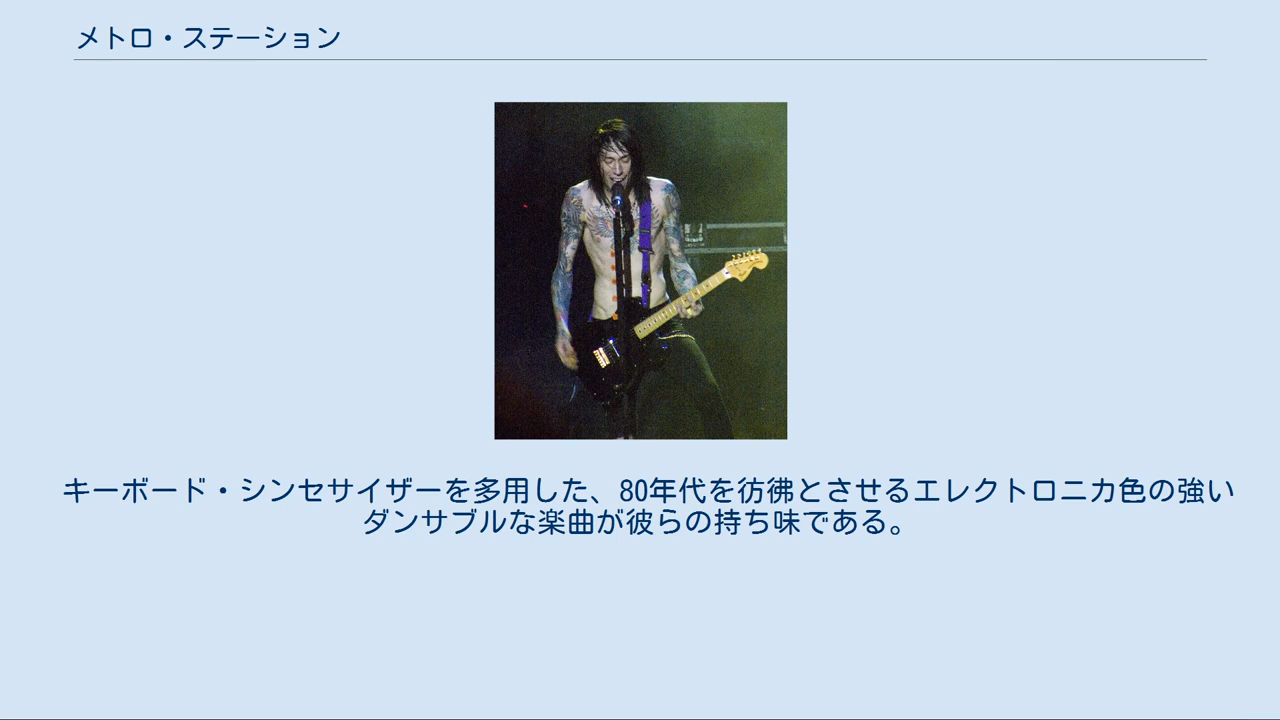 メトロ・ステーション
キーボード・シンセサイザーを多用した、80年代を彷彿とさせるエレクトロニカ色の強い
ダンサブルな楽曲が彼らの持ち味である。